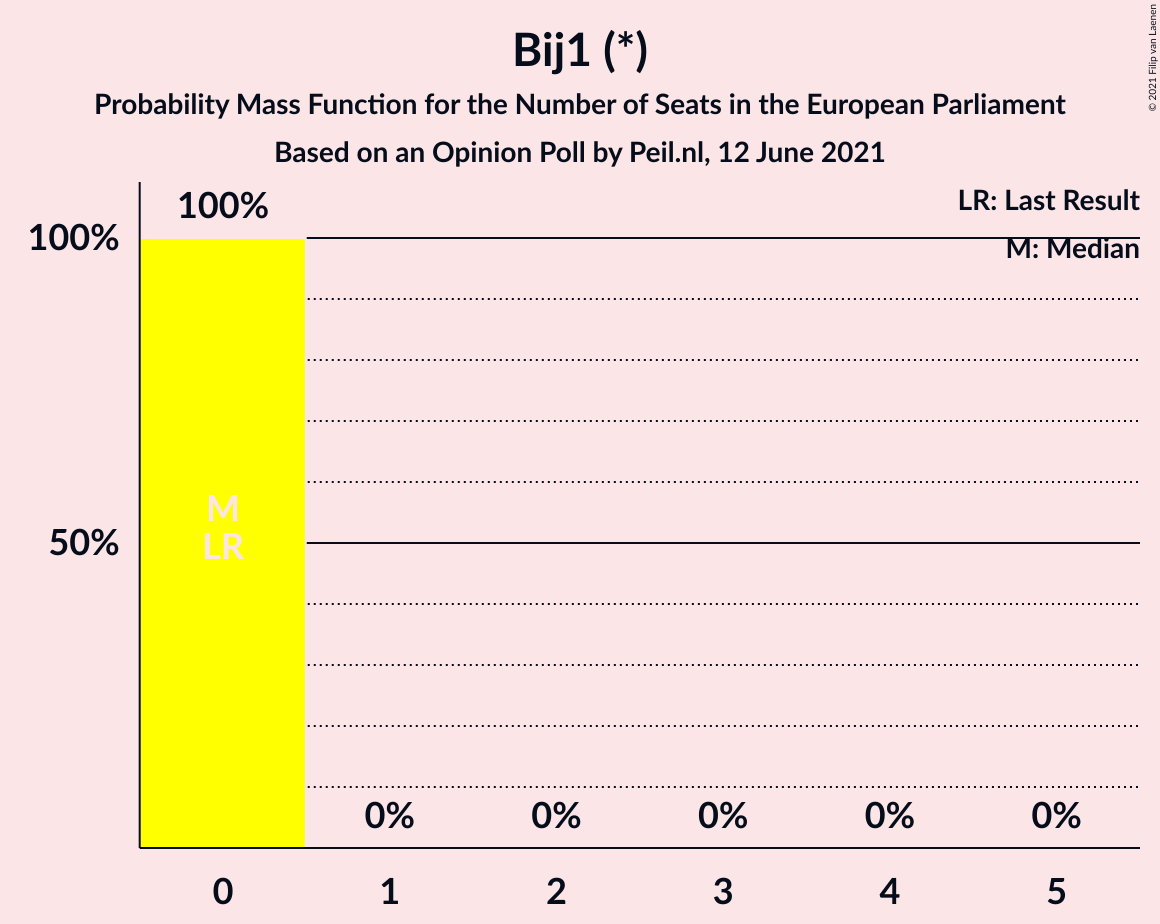 Bij1 (*)
Probability Mass Function for the Number of Seats in the European Parliament
Based on an Opinion Poll by Peil.nl, 12 June 2021
© 2021 Filip van Laenen
LR: Last Result
M: Median
100%
100%
50%
M
LR
0%
0%
0%
0%
0%
0
1
2
3
4
5